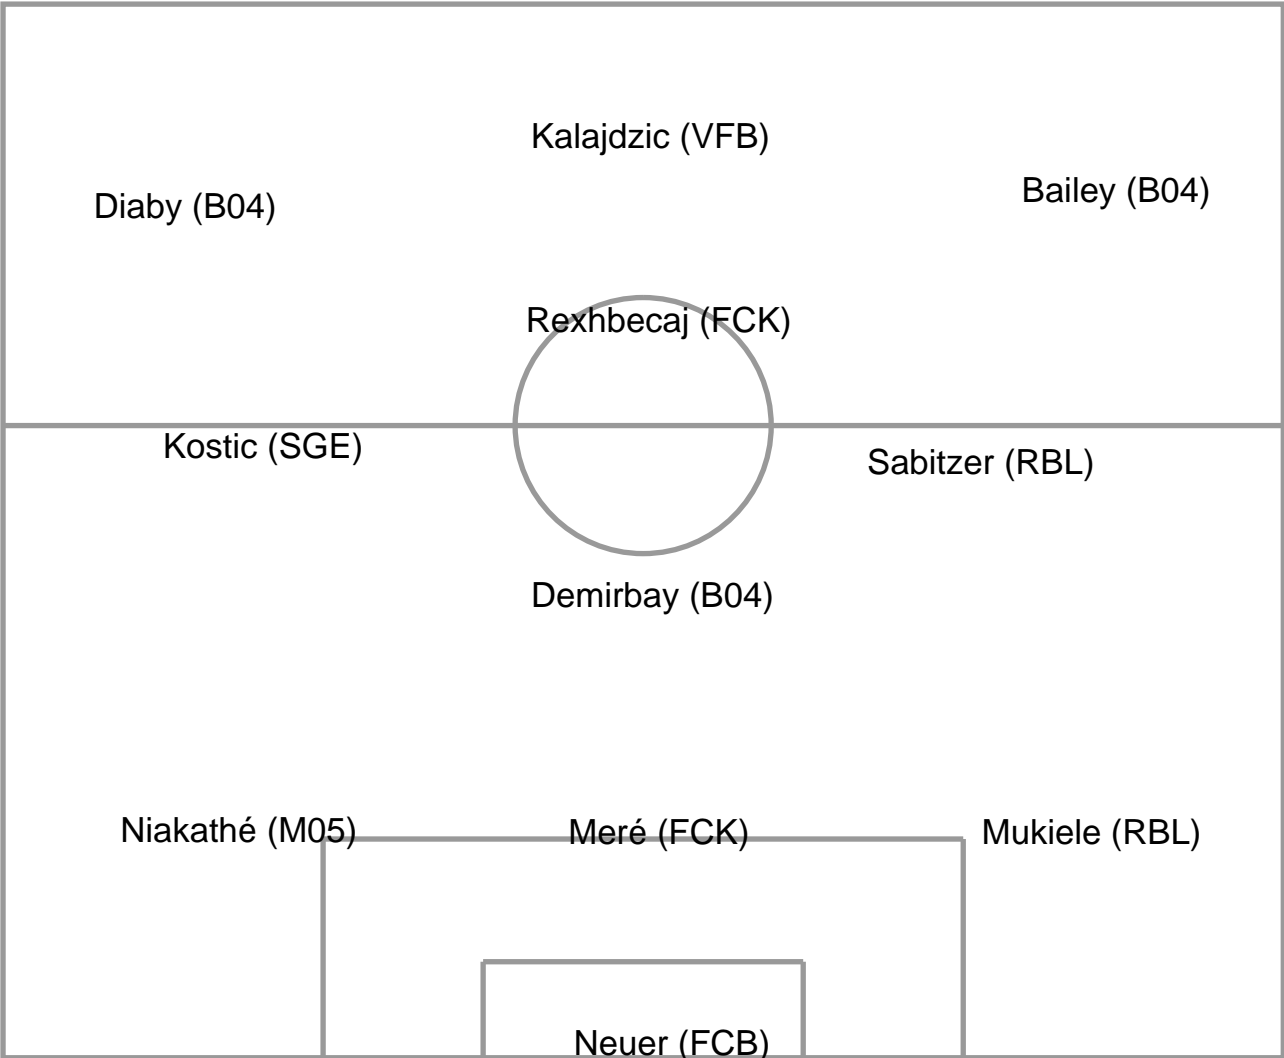 Kalajdzic (VFB)
Diaby (B04)
Bailey (B04)
Rexhbecaj (FCK)
Kostic (SGE)
Sabitzer (RBL)
Demirbay (B04)
Niakathé (M05)
Meré (FCK)
Mukiele (RBL)
Neuer (FCB)